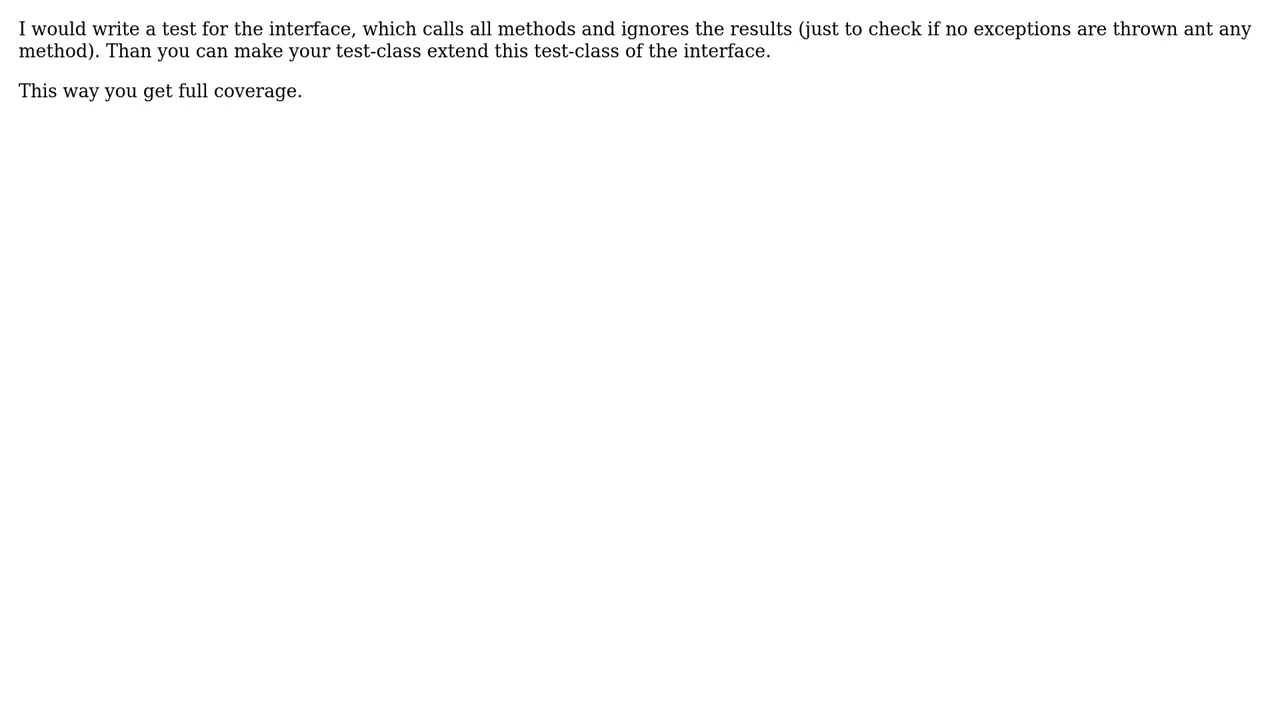 I would write a test for the interface, which calls all methods and ignores the results (just to check if no exceptions are thrown ant any
method). Than you can make your test-class extend this test-class of the interface.
This way you get full coverage.